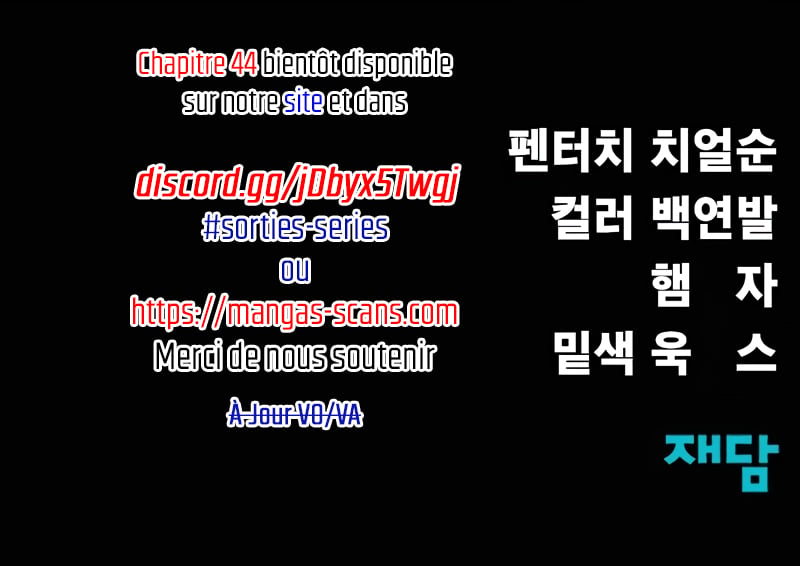 Chapitre 44 bientôt disponible
sur notre site et dans
discord.gg/jDbyx5Twqj
#sorties-series
ou
https://mangas-scans.com
Merci de nous soutenir
À Jour VO/VA
펜터치 치얼순
컬러 백연발
햄 자
밑색 욱 스
재담